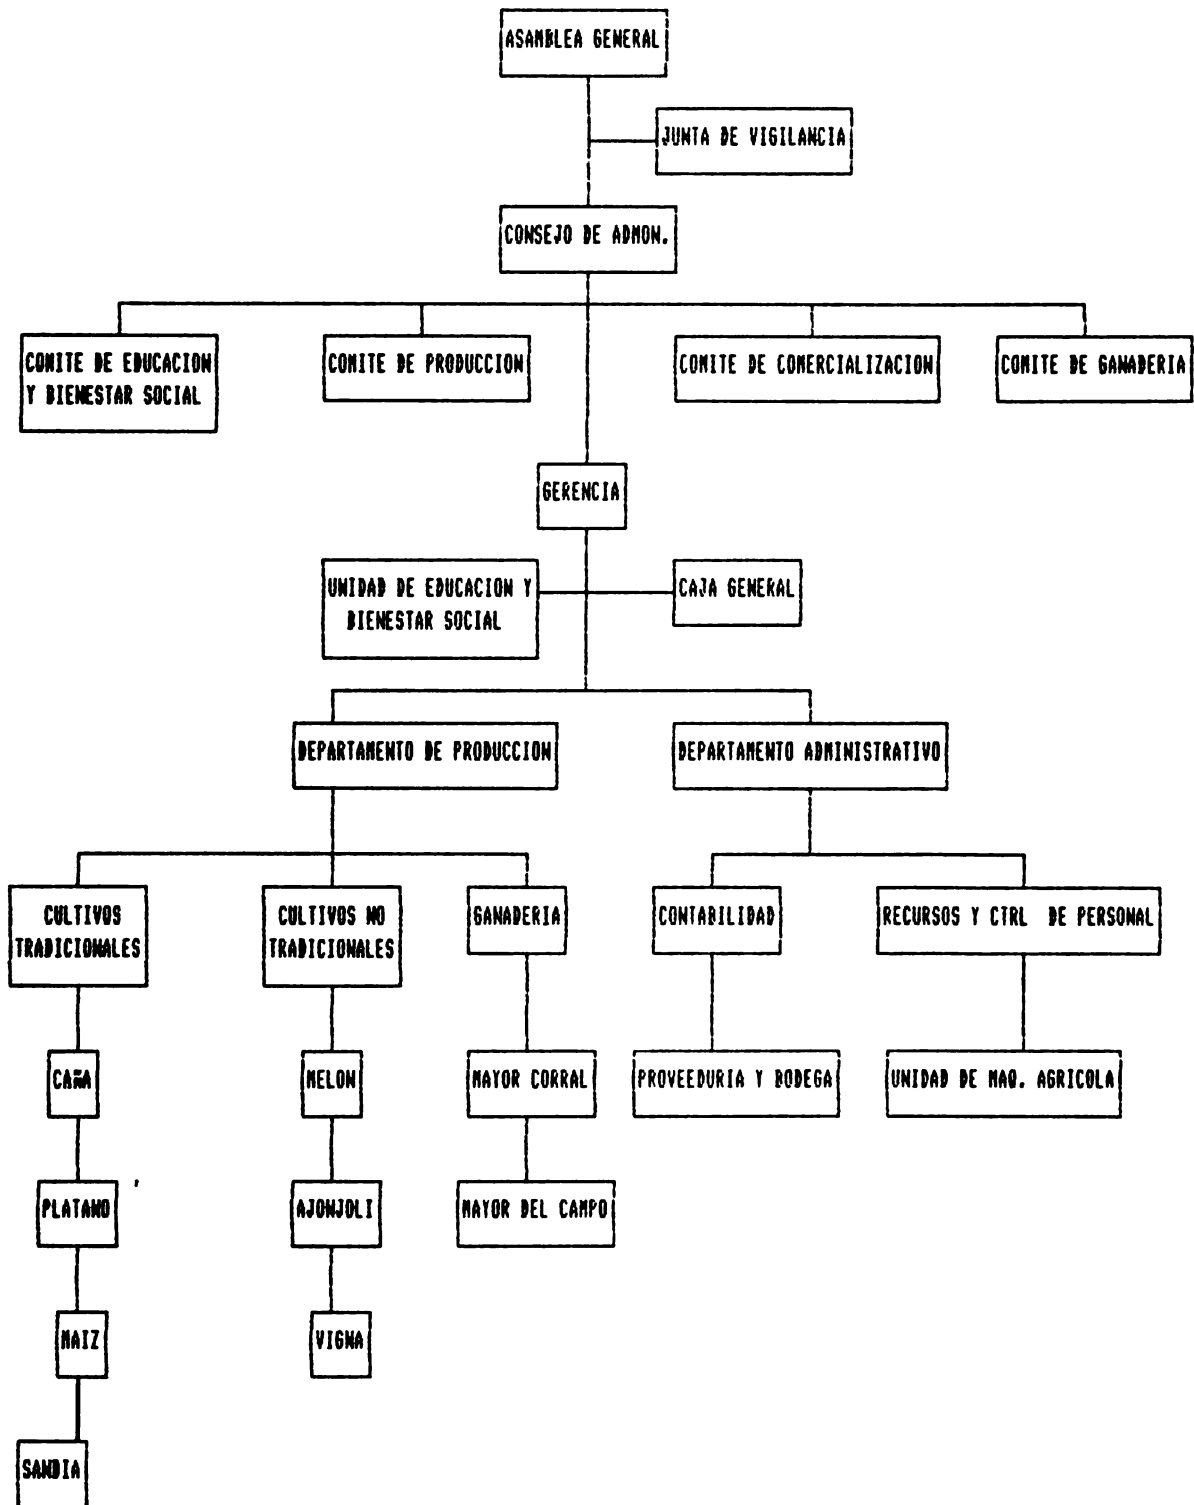 ASAMBLEA GENERAL
JUNTA DE VIGILANCIA
CONSEJO DE ADMON.
COMITE DE EDUCACION
Y BIENESTAR SOCIAL
COMITE DE PRODUCCION
COMITE DE COMERCIALIZACION
COMITE DE GANADERIA
GERENCIA
UNIDAD DE EDUCACION Y
BIENESTAR SOCIAL
CAJA GENERAL
DEPARTAMENTO DE PRODUCCION
DEPARTAMENTO ADMINISTRATIVO
CULTIVOS
TRADICIONALES
CULTIVOS NO
TRADICIONALES
GANADERIA
CONTABILIDAD
RECURSOS Y CTRL DE PERSONAL
CAÑA
MELON
MAYOR CORRAL
PROVEEDURIA Y BODEGA
UNIDAD DE MAQ. AGRICOLA
PLATANO
AJONJOLI
MAYOR DEL CAMPO
MAIZ
VIGNA
SANDIA